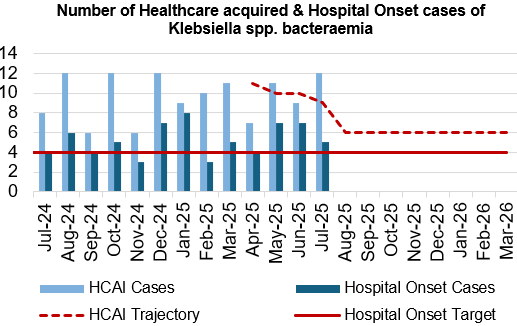 Number of Healthcare acquired & Hospital Onset cases of
Klebsiella spp. bacteraemia
14
12
10
8
6
4
2
0
Jul-24
Aug-24
Sep-24
Oct-24
Nov-24
Dec-24
Jan-25
Feb-25
Mar-25
Apr-25
May-25
Jun-25
Jul-25
Aug-25
Sep-25
Oct-25
Nov-25
Dec-25
Jan-26
Feb-26
Mar-26
HCAI Cases
Hospital Onset Cases
HCAI Trajectory
Hospital Onset Target